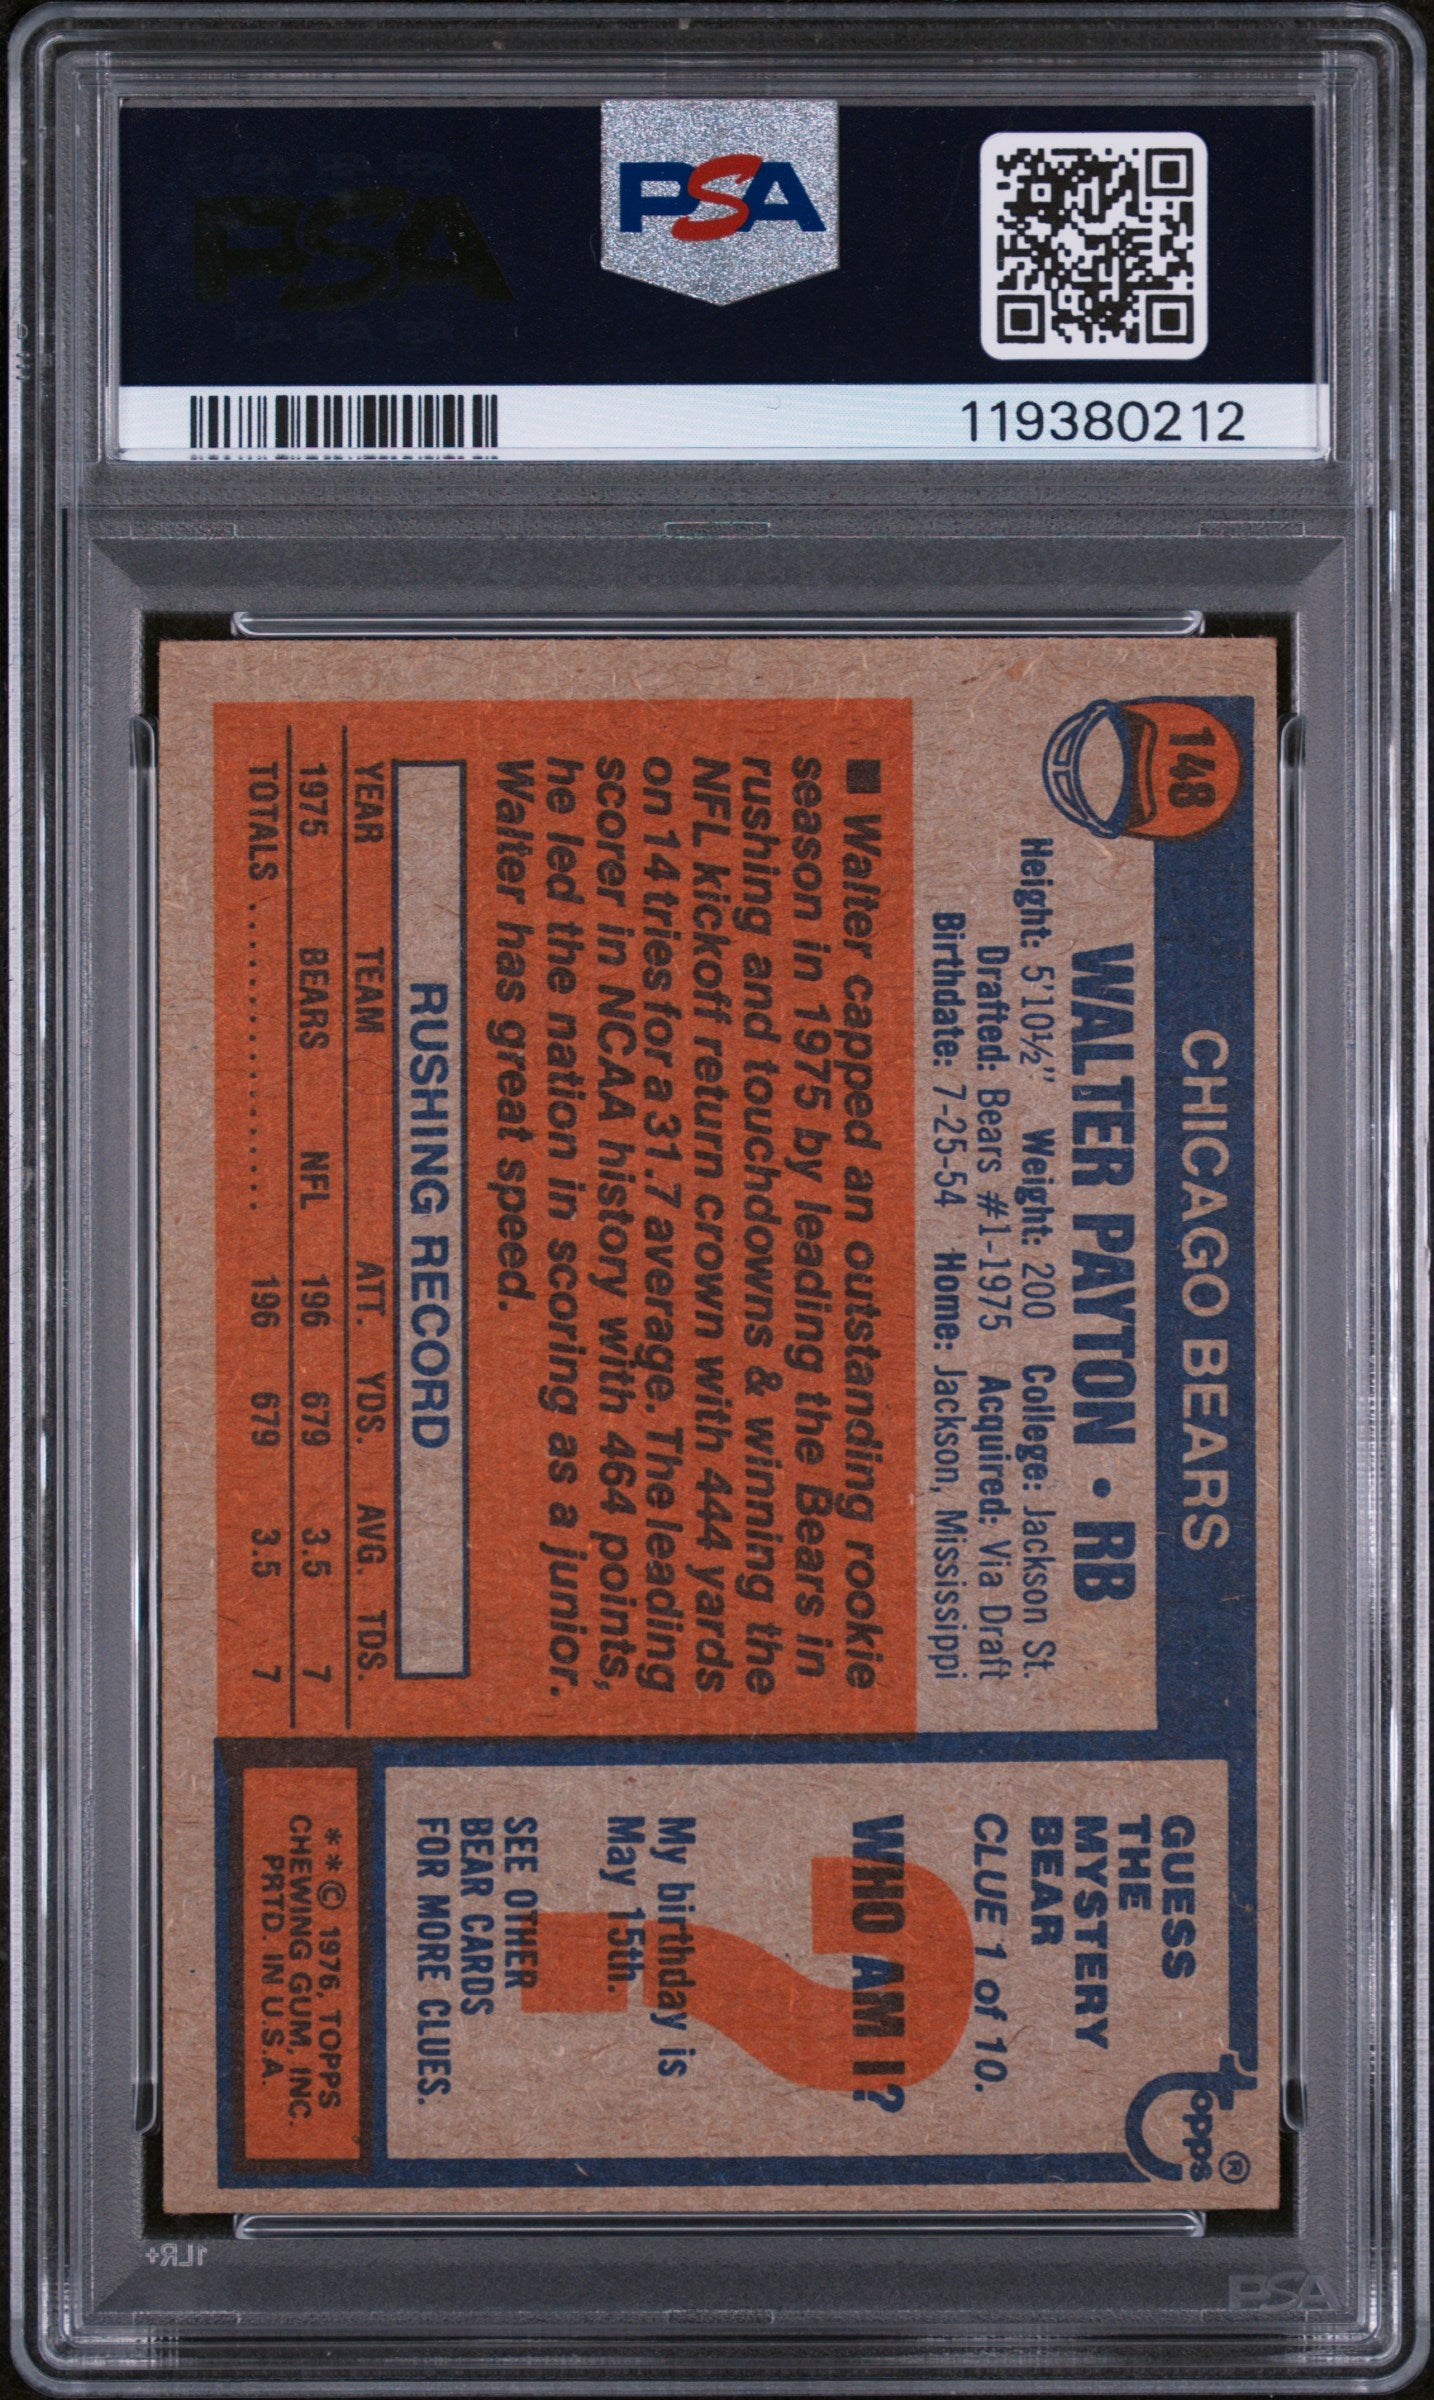 PSA
PSA
119380212
148
CHICAGO BEARS
WALTER PAYTON • RB
Height: 5'10½" Weight: 200 College: Jackson St.
Drafted: Bears #1-1975 Acquired: Via Draft
Birthdate: 7-25-54 Home: Jackson, Mississippi
■ Walter capped an outstanding rookie
season in 1975 by leading the Bears in
rushing and touchdowns & winning the
NFL kickoff return crown with 444 yards
on 14 tries for a 31.7 average. The leading
scorer in NCAA history with 464 points,
he led the nation in scoring as a junior.
Walter has great speed.
RUSHING RECORD
YEAR TEAM ATT. YDS. AVG. TDS.
1975 BEARS NFL 196 679 3.5 7
TOTALS .................... 196 679 3.5 7
topps®
GUESS
THE
MYSTERY
BEAR
CLUE 1 of 10.
WHO AM I?
?
My birthday is
May 15th.
SEE OTHER
BEAR CARDS
FOR MORE CLUES.
**© 1976, TOPPS
CHEWING GUM, INC.
PRTD. IN U.S.A.
1LR+
PSA